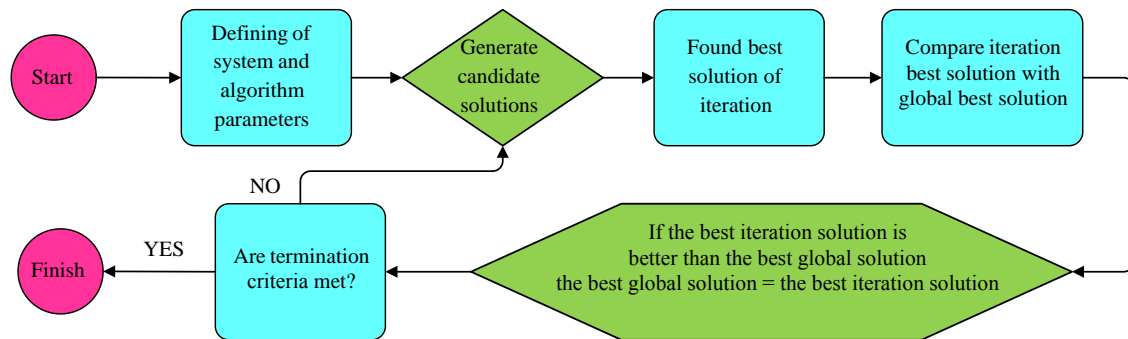 Start
Defining of
system and
algorithm
parameters
Generate
candidate
solutions
Found best
solution of
iteration
Compare iteration
best solution with
global best solution
If the best iteration solution is
better than the best global solution
the best global solution = the best iteration solution
Are termination
criteria met?
NO
YES
Finish